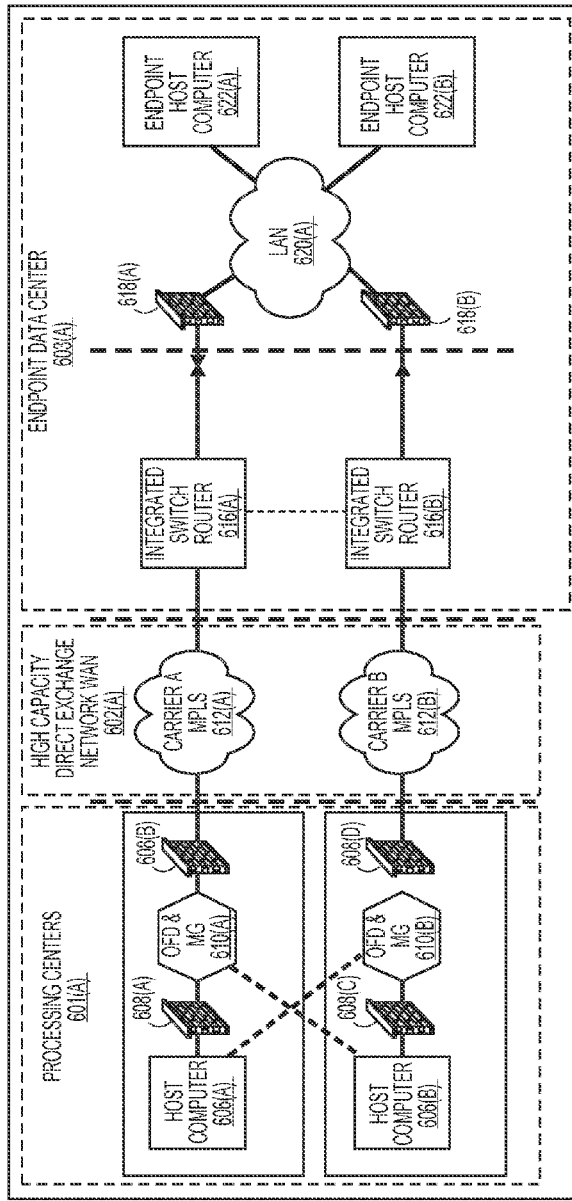 PROCESSING CENTERS
601(A)
HOST
COMPUTER
606(A)
608(A)
OFD &
MG
610(A)
608(B)
HOST
COMPUTER
606(B)
608(C)
OFD &
MG
610(B)
608(D)
HIGH CAPACITY
DIRECT EXCHANGE
NETWORK WAN
602(A)
CARRIER A
MPLS
612(A)
CARRIER B
MPLS
612(B)
ENDPOINT DATA CENTER
603(A)
INTEGRATED
SWITCH
ROUTER
616(A)
INTEGRATED
SWITCH
ROUTER
616(B)
618(A)
618(B)
LAN
620(A)
ENDPOINT
HOST
COMPUTER
622(A)
ENDPOINT
HOST
COMPUTER
622(B)